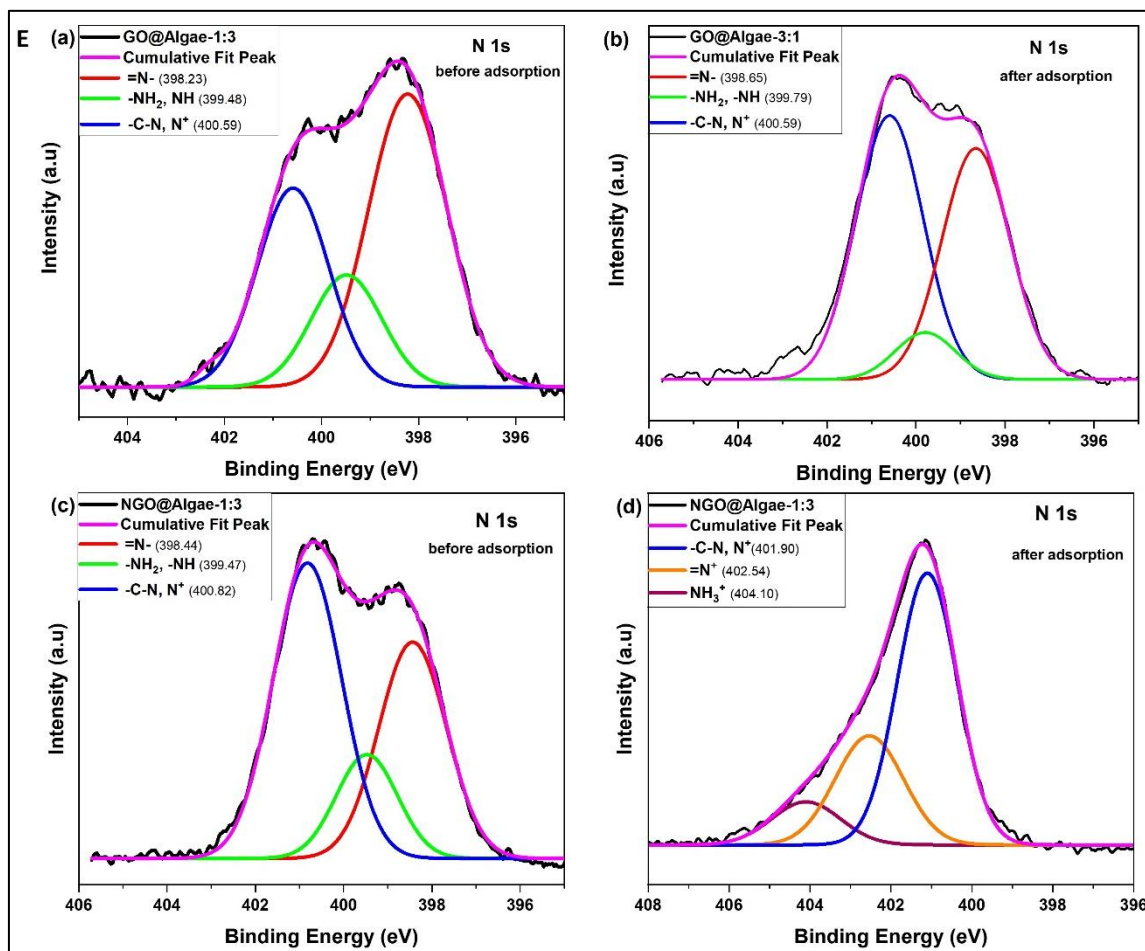 E
(a)
GO@Algae-1:3
Cumulative Fit Peak
=N- (398.23)
-NH₂, NH (399.48)
-C-N, N⁺ (400.59)
N 1s
before adsorption
Intensity (a.u)
404 402 400 398 396
Binding Energy (eV)
(b)
GO@Algae-3:1
Cumulative Fit Peak
=N- (398.65)
-NH₂, -NH (399.79)
-C-N, N⁺ (400.59)
N 1s
after adsorption
Intensity (a.u)
406 404 402 400 398 396
Binding Energy (eV)
(c)
NGO@Algae-1:3
Cumulative Fit Peak
=N- (398.44)
-NH₂, -NH (399.47)
-C-N, N⁺ (400.82)
N 1s
before adsorption
Intensity (a.u)
406 404 402 400 398 396
Binding Energy (eV)
(d)
NGO@Algae-1:3
Cumulative Fit Peak
-C-N, N⁺(401.90)
=N⁺ (402.54)
NH₃⁺ (404.10)
N 1s
after adsorption
Intensity (a.u)
408 406 404 402 400 398 396
Binding Energy (eV)